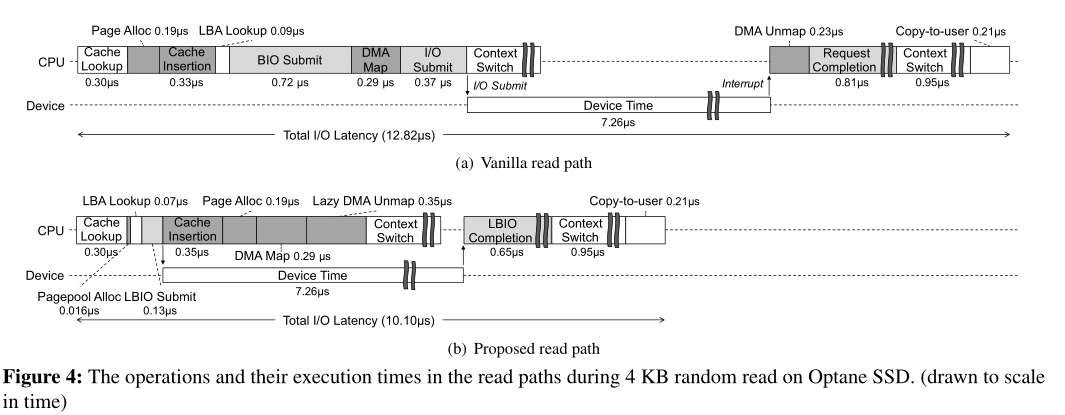 Page Alloc 0.19µs LBA Lookup 0.09µs
DMA Unmap 0.23µs Copy-to-user 0.21µs
CPU
Cache Lookup
Cache Insertion
BIO Submit
DMA Map
I/O Submit
Context Switch
Request Completion
Context Switch
0.30µs 0.33µs 0.72 µs 0.29 µs 0.37 µs 0.81µs 0.95µs
I/O Submit
Interrupt
Device
Device Time
7.26µs
Total I/O Latency (12.82µs)
(a) Vanilla read path
LBA Lookup 0.07µs Page Alloc 0.19µs Lazy DMA Unmap 0.35µs
Copy-to-user 0.21µs
CPU
Cache Lookup
Cache Insertion
Context Switch
LBIO Completion
Context Switch
0.30µs 0.35µs DMA Map 0.29 µs 0.65µs 0.95µs
Device
Device Time
7.26µs
Pagepool Alloc LBIO Submit
0.016µs 0.13µs
Total I/O Latency (10.10µs)
(b) Proposed read path
Figure 4: The operations and their execution times in the read paths during 4 KB random read on Optane SSD. (drawn to scale
in time)